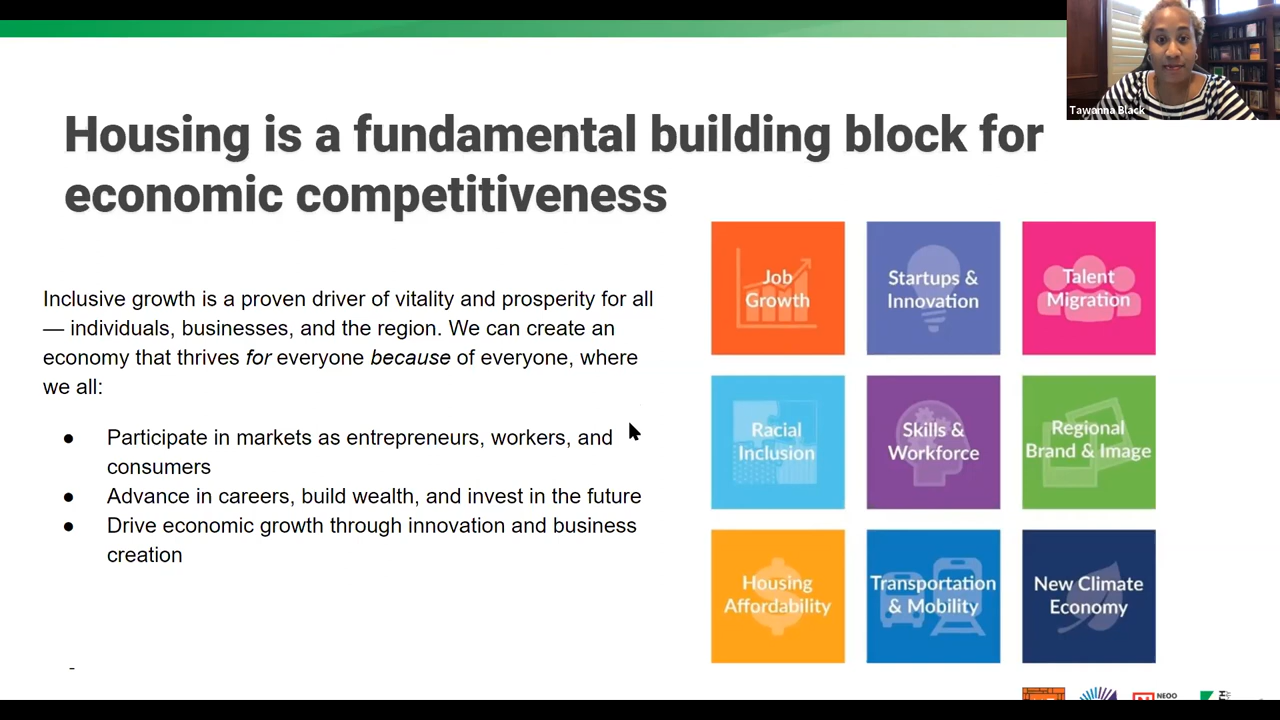 Tawanna Black
Housing is a fundamental building block for
economic competitiveness
Inclusive growth is a proven driver of vitality and prosperity for all
— individuals, businesses, and the region. We can create an
economy that thrives for everyone because of everyone, where
we all:
● Participate in markets as entrepreneurs, workers, and
consumers
● Advance in careers, build wealth, and invest in the future
● Drive economic growth through innovation and business
creation
-
Job
Growth
Startups &
Innovation
Talent
Migration
Racial
Inclusion
Skills &
Workforce
Regional
Brand & Image
Housing
Affordability
Transportation
& Mobility
New Climate
Economy
NEOO